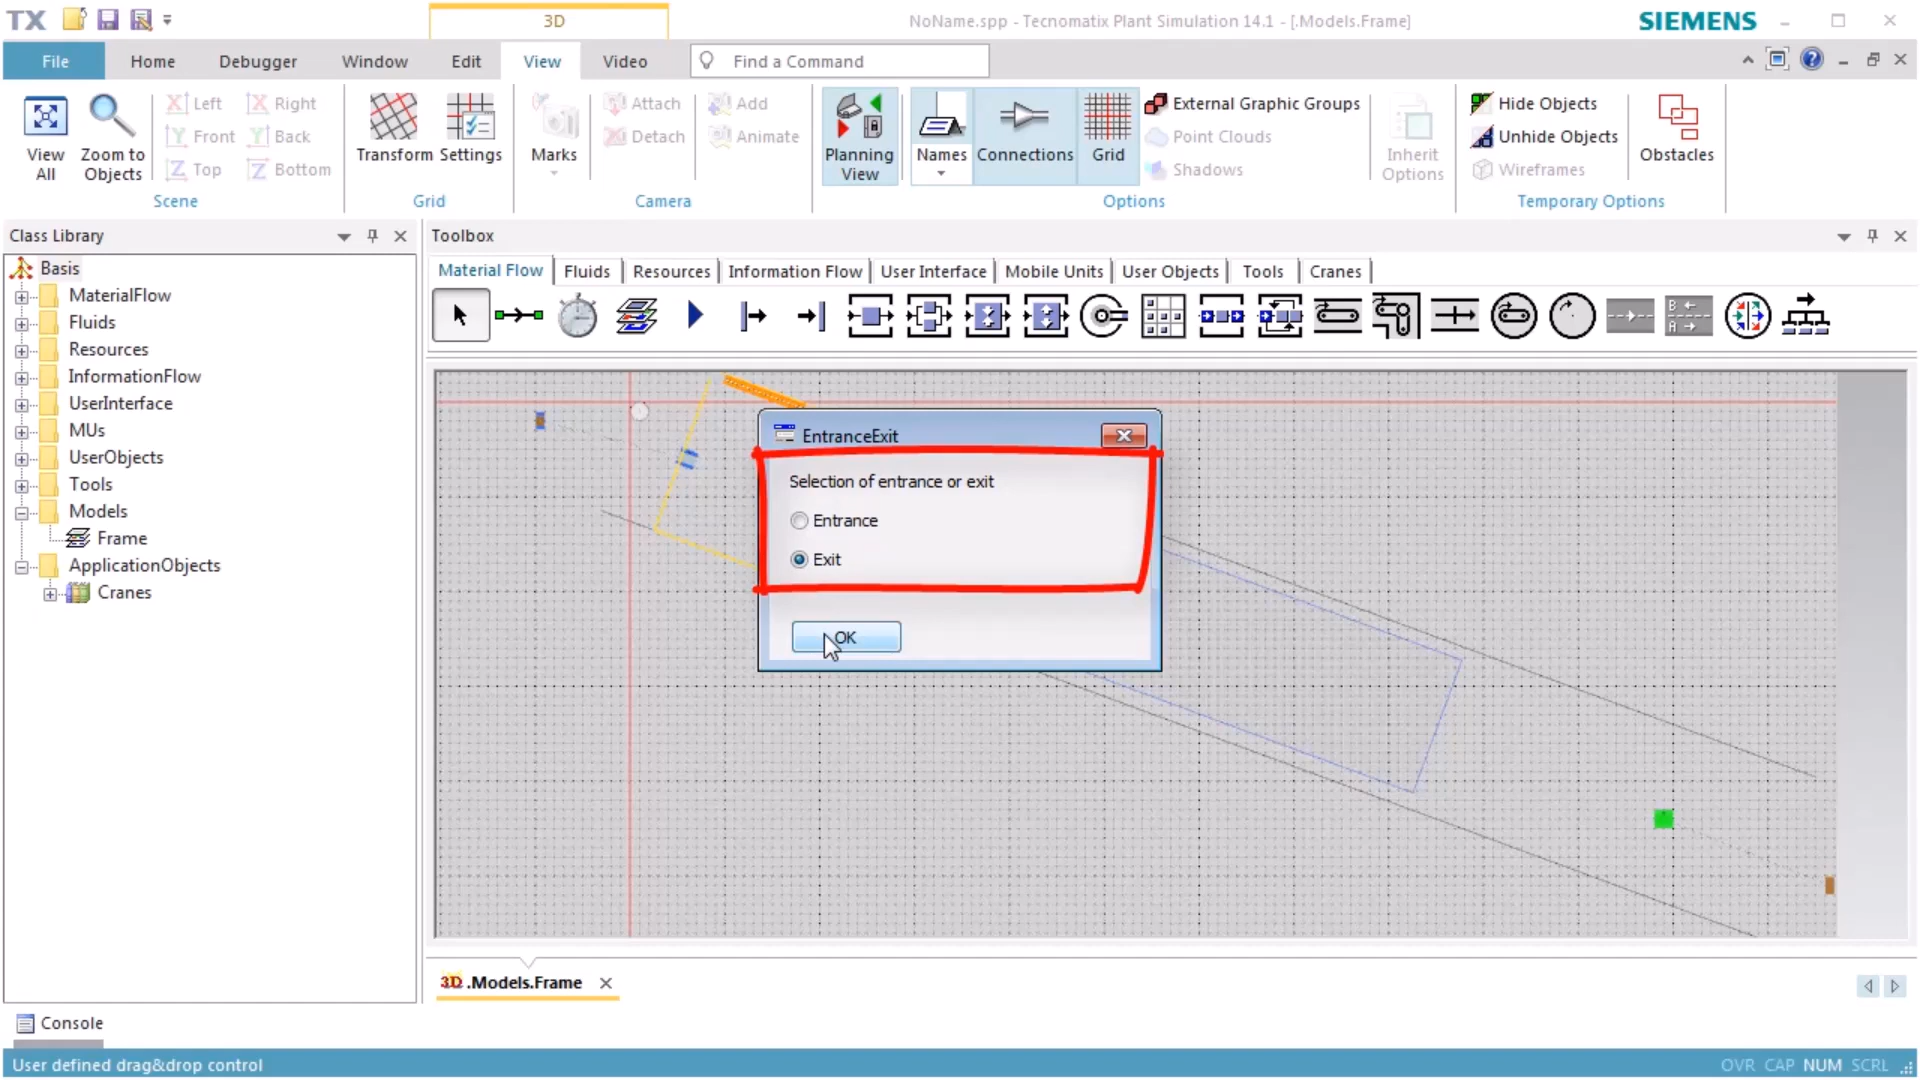 TX
3D
NoName.spp - Tecnomatix Plant Simulation 14.1 - [.Models.Frame]
SIEMENS
File
Home
Debugger
Window
Edit
View
Video
Find a Command
View All
Zoom to Objects
Left
Right
Front
Back
Top
Bottom
Scene
Transform
Settings
Grid
Marks
Attach
Detach
Add
Animate
Camera
Planning View
Names
Connections
Grid
External Graphic Groups
Point Clouds
Shadows
Inherit Options
Options
Hide Objects
Unhide Objects
Wireframes
Obstacles
Temporary Options
Class Library
Basis
MaterialFlow
Fluids
Resources
InformationFlow
UserInterface
MUs
UserObjects
Tools
Models
Frame
ApplicationObjects
Cranes
Toolbox
Material Flow
Fluids
Resources
Information Flow
User Interface
Mobile Units
User Objects
Tools
Cranes
B
A
EntranceExit
Selection of entrance or exit
Entrance
Exit
OK
3D .Models.Frame
Console
User defined drag&drop control
OVR CAP NUM SCRL